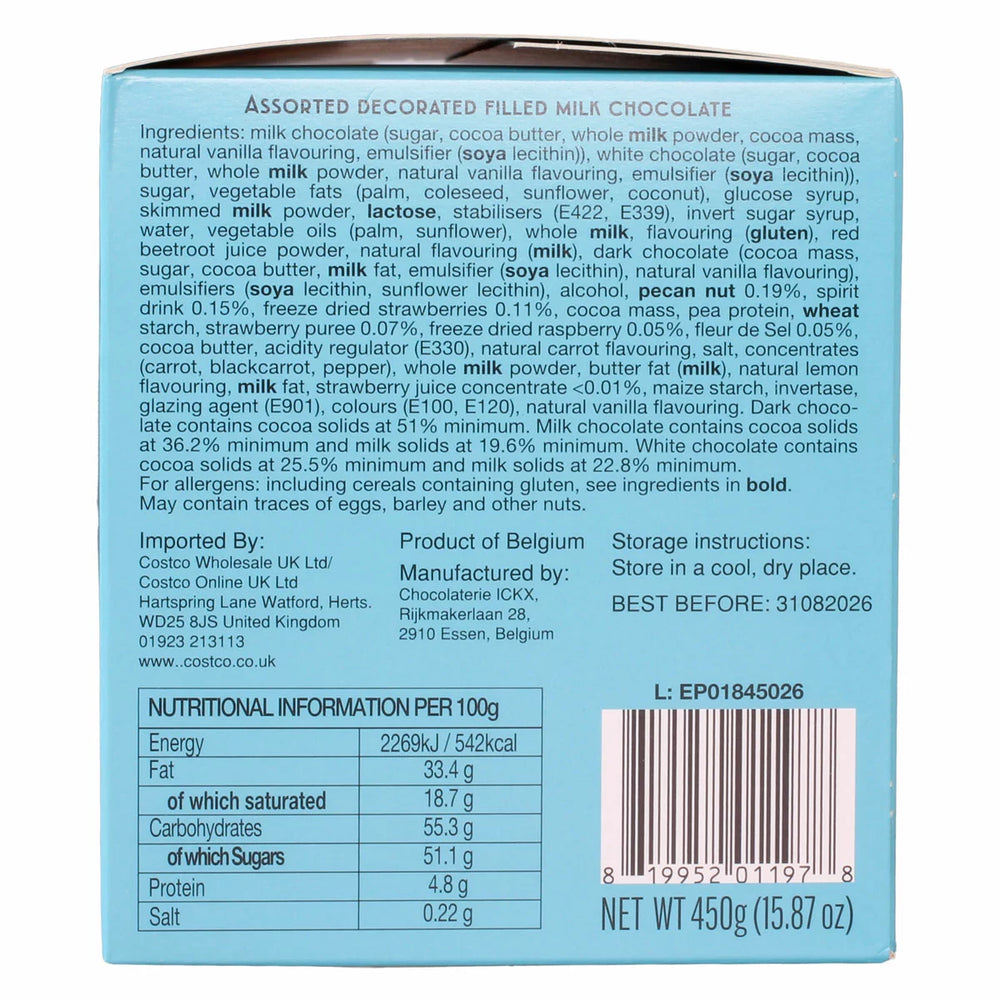 ASSORTED DECORATED FILLED MILK CHOCOLATE
Ingredients: milk chocolate (sugar, cocoa butter, whole milk powder, cocoa mass,
natural vanilla flavouring, emulsifier (soya lecithin)), white chocolate (sugar, cocoa
butter, whole milk powder, natural vanilla flavouring, emulsifier (soya lecithin)),
sugar, vegetable fats (palm, coleseed, sunflower, coconut), glucose syrup,
skimmed milk powder, lactose, stabilisers (E422, E339), invert sugar syrup,
water, vegetable oils (palm, sunflower), whole milk, flavouring (gluten), red
beetroot juice powder, natural flavouring (milk), dark chocolate (cocoa mass,
sugar, cocoa butter, milk fat, emulsifier (soya lecithin), natural vanilla flavouring),
emulsifiers (soya lecithin, sunflower lecithin), alcohol, pecan nut 0.19%, spirit
drink 0.15%, freeze dried strawberries 0.11%, cocoa mass, pea protein, wheat
starch, strawberry puree 0.07%, freeze dried raspberry 0.05%, fleur de Sel 0.05%,
cocoa butter, acidity regulator (E330), natural carrot flavouring, salt, concentrates
(carrot, blackcarrot, pepper), whole milk powder, butter fat (milk), natural lemon
flavouring, milk fat, strawberry juice concentrate <0.01%, maize starch, invertase,
glazing agent (E901), colours (E100, E120), natural vanilla flavouring. Dark choco-
late contains cocoa solids at 51% minimum. Milk chocolate contains cocoa solids
at 36.2% minimum and milk solids at 19.6% minimum. White chocolate contains
cocoa solids at 25.5% minimum and milk solids at 22.8% minimum.
For allergens: including cereals containing gluten, see ingredients in bold.
May contain traces of eggs, barley and other nuts.
Imported By:
Costco Wholesale UK Ltd/
Costco Online UK Ltd
Hartspring Lane Watford, Herts.
WD25 8JS United Kingdom
01923 213113
www..costco.co.uk
Product of Belgium
Manufactured by:
Chocolaterie ICKX,
Rijkmakerlaan 28,
2910 Essen, Belgium
Storage instructions:
Store in a cool, dry place.
BEST BEFORE: 31082026
NUTRITIONAL INFORMATION PER 100g
Energy 2269kJ / 542kcal
Fat 33.4 g
of which saturated 18.7 g
Carbohydrates 55.3 g
of which Sugars 51.1 g
Protein 4.8 g
Salt 0.22 g
L: EP01845026
8 19952 01197 8
NET WT 450g (15.87 oz)